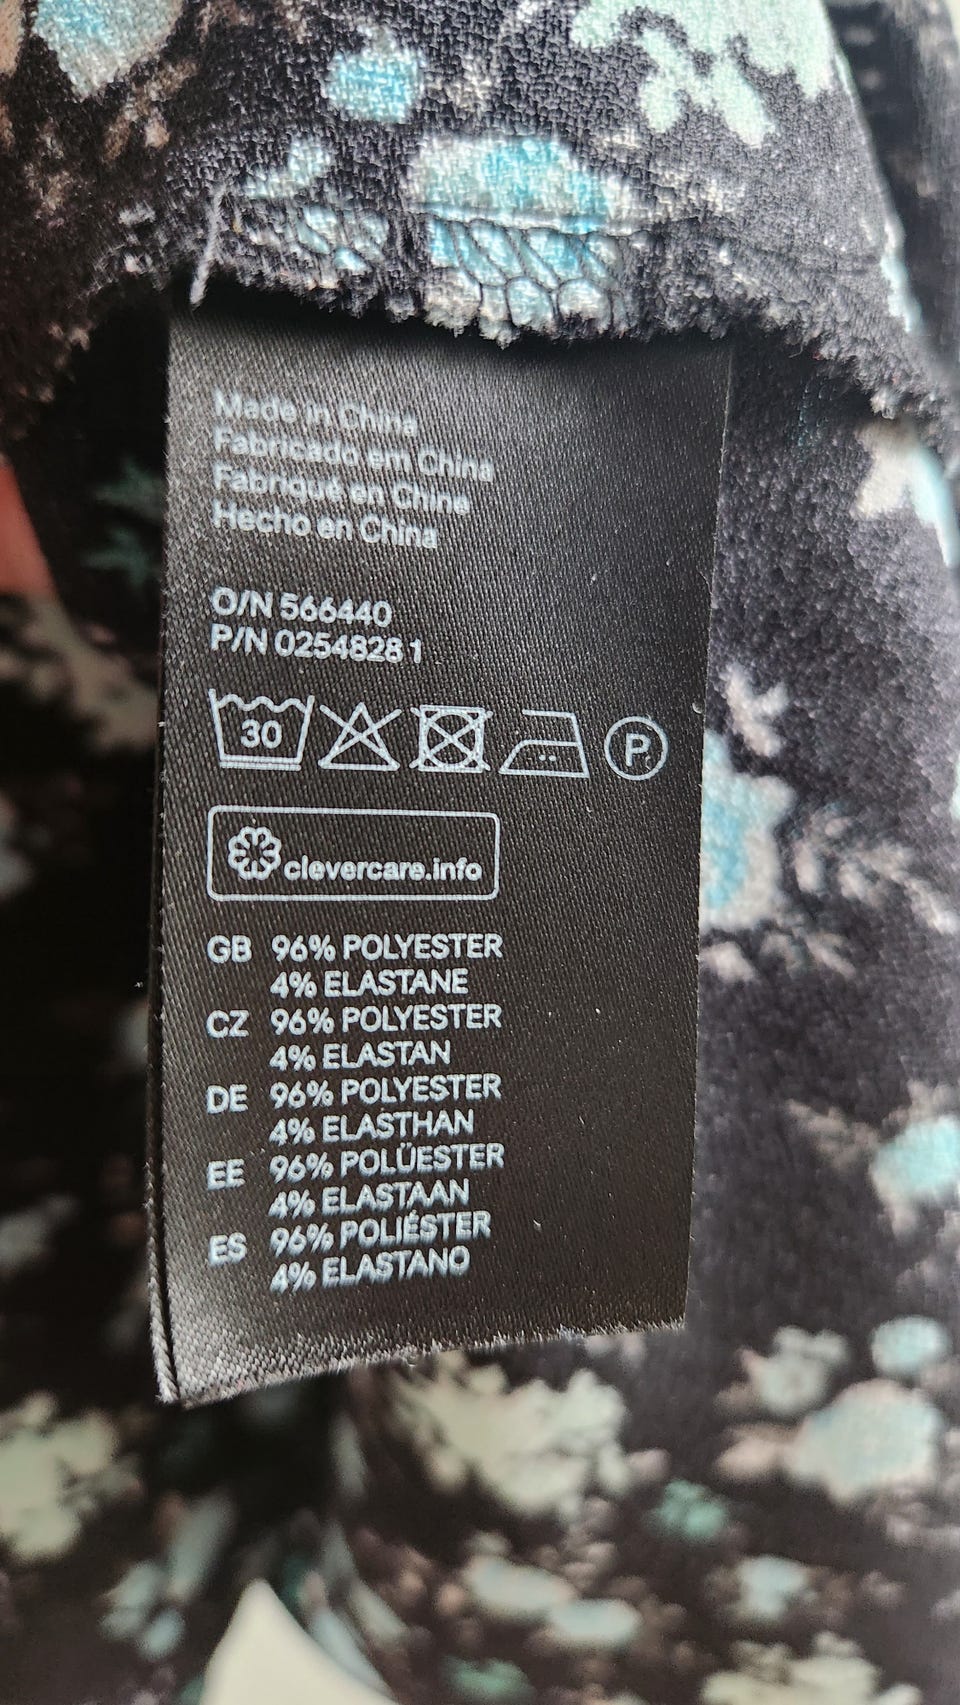 Made in China
Fabricado em China
Fabriqué en Chine
Hecho en China
O/N 566440
P/N 02548281
30 P
clevercare.info
GB 96% POLYESTER
4% ELASTANE
CZ 96% POLYESTER
4% ELASTAN
DE 96% POLYESTER
4% ELASTHAN
EE 96% POLÜESTER
4% ELASTAAN
ES 96% POLIÉSTER
4% ELASTANO